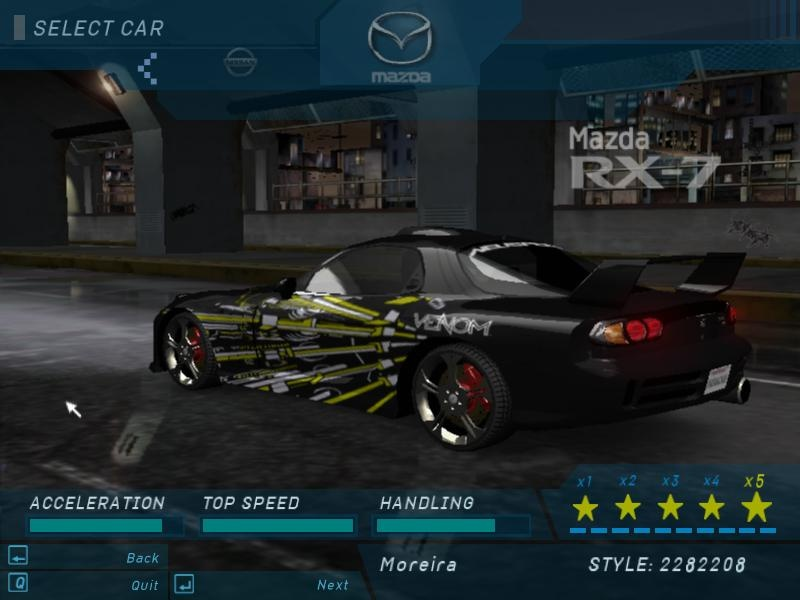 SELECT CAR
NISSAN
mazda
Mazda
RX-7
VENOM
x1 x2 x3 x4 x5
ACCELERATION TOP SPEED HANDLING
Back
Q Quit
Next
Moreira
STYLE: 2282208